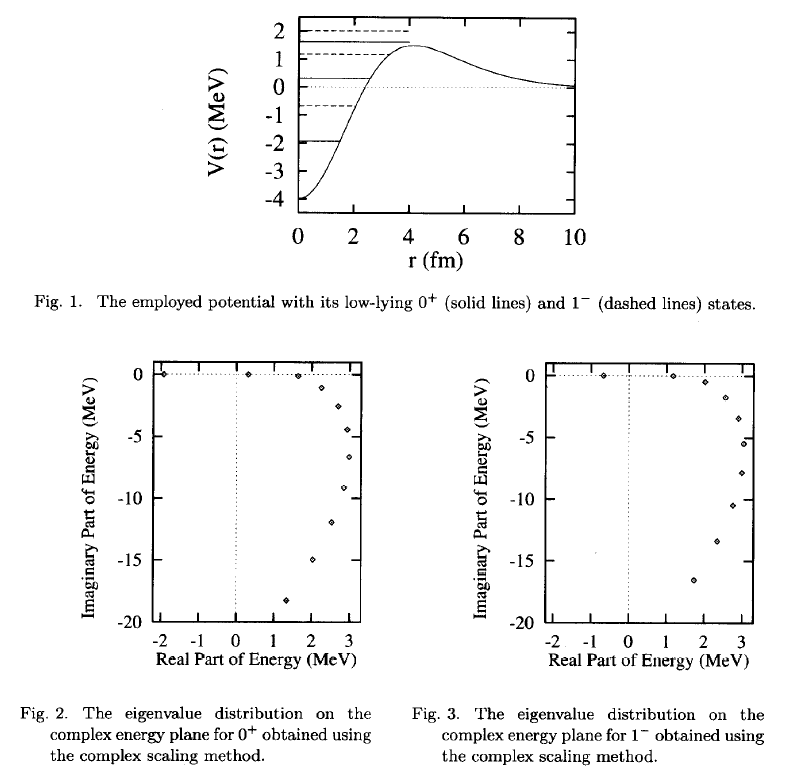 2
1
0
-1
-2
-3
-4
V(r) (MeV)
0 2 4 6 8 10
r (fm)
Fig. 1. The employed potential with its low-lying 0+ (solid lines) and 1− (dashed lines) states.
0
-5
-10
-15
-20
Imaginary Part of Energy (MeV)
-2 -1 0 1 2 3
Real Part of Energy (MeV)
0
-5
-10
-15
-20
Imaginary Part of Energy (MeV)
-2 -1 0 1 2 3
Real Part of Energy (MeV)
Fig. 2. The eigenvalue distribution on the
complex energy plane for 0+ obtained using
the complex scaling method.
Fig. 3. The eigenvalue distribution on the
complex energy plane for 1− obtained using
the complex scaling method.